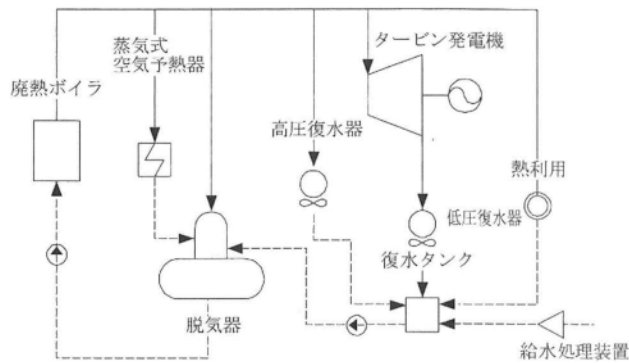 蒸気式
空気予熱器
タービン発電機
廃熱ボイラ
高圧復水器
熱利用
低圧復水器
復水タンク
脱気器
給水処理装置